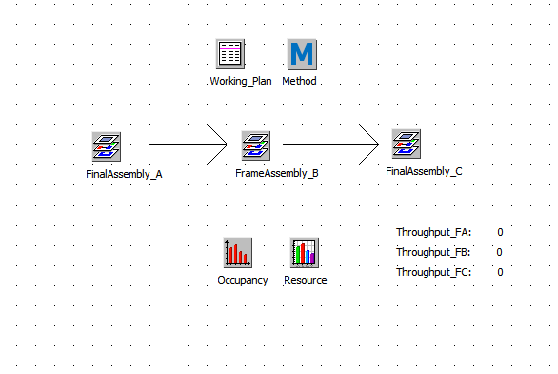 Working_Plan
Method
FinalAssembly_A
FrameAssembly_B
FinalAssembly_C
Throughput_FA: 0
Throughput_FB: 0
Throughput_FC: 0
Occupancy
Resource